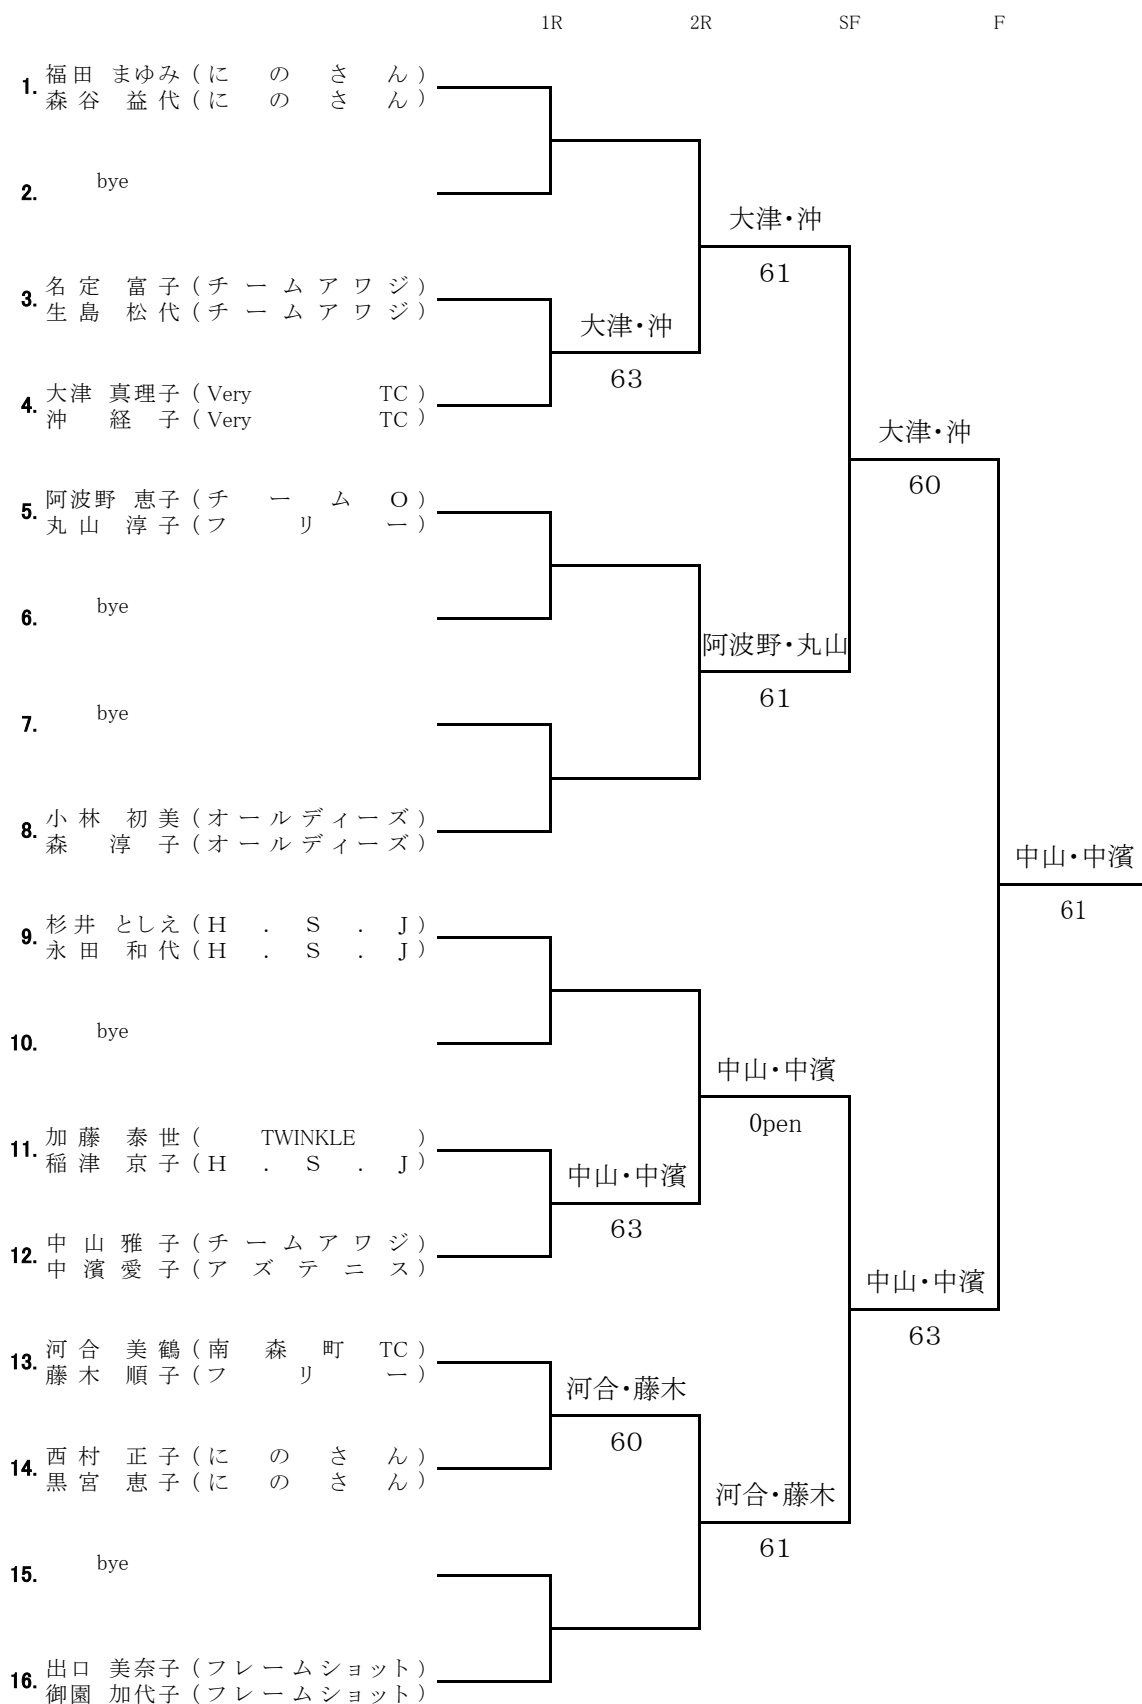 1R 2R SF F
1. 福田 まゆみ (にのさん)
森谷 益代 (にのさん)
2. bye
大津・沖
61
3. 名定 富子 (チームアワジ)
生島 松代 (チームアワジ)
大津・沖
63
4. 大津 真理子 (Very TC)
沖 経子 (Very TC)
大津・沖
60
5. 阿波野 恵子 (チームO)
丸山 淳子 (フリー)
6. bye
阿波野・丸山
61
7. bye
8. 小林 初美 (オールディーズ)
森 淳子 (オールディーズ)
中山・中濱
61
9. 杉井 としえ (H.S.J)
永田 和代 (H.S.J)
10. bye
中山・中濱
0pen
11. 加藤 泰世 (TWINKLE)
稲津 京子 (H.S.J)
中山・中濱
63
12. 中山 雅子 (チームアワジ)
中濱 愛子 (アズテニス)
中山・中濱
63
13. 河合 美鶴 (南森町TC)
藤木 順子 (フリー)
河合・藤木
60
14. 西村 正子 (にのさん)
黒宮 恵子 (にのさん)
河合・藤木
61
15. bye
16. 出口 美奈子 (フレームショット)
御園 加代子 (フレームショット)